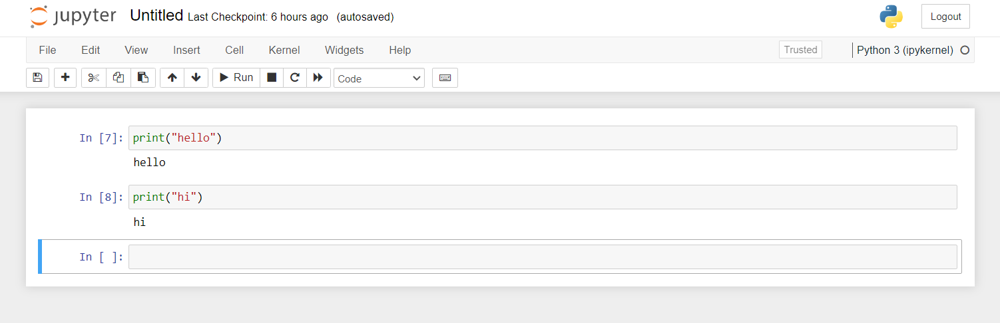 jupyter Untitled Last Checkpoint: 6 hours ago (autosaved) Logout
File Edit View Insert Cell Kernel Widgets Help Trusted Python 3 (ipykernel)
Run Code
In [7]: print("hello")
hello
In [8]: print("hi")
hi
In [ ]: